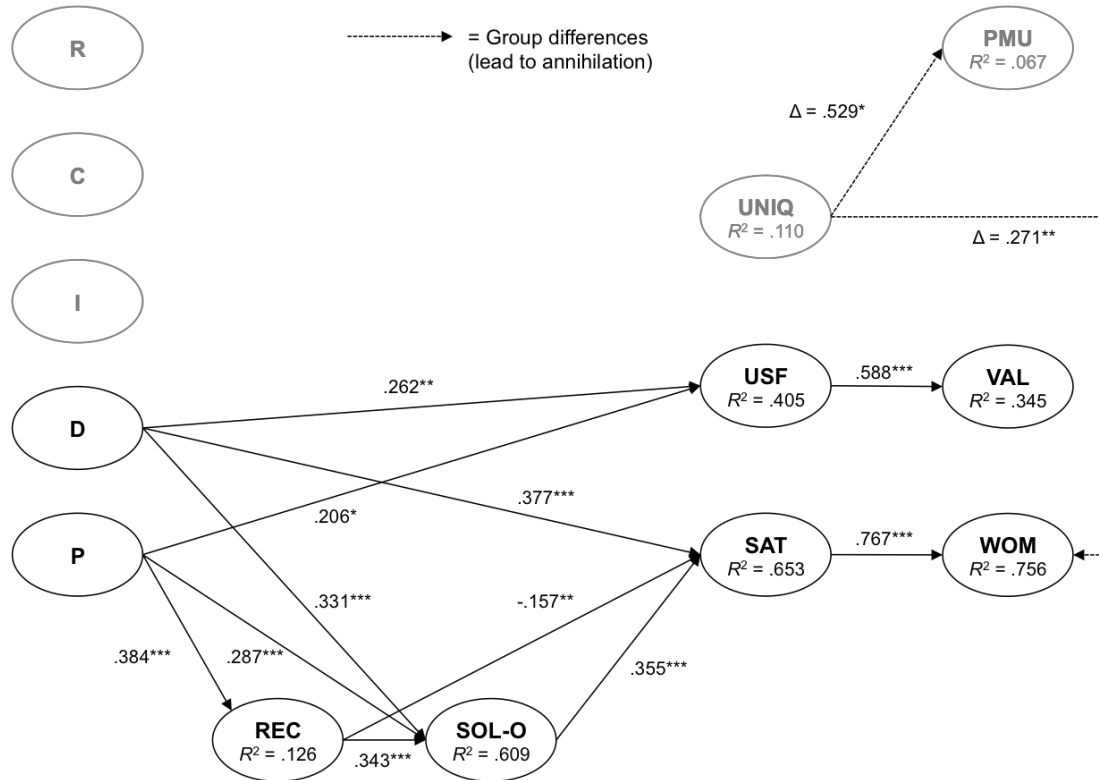 R
= Group differences
(lead to annihilation)
PMU
R² = .067
Δ = .529*
C
UNIQ
R² = .110
Δ = .271**
I
D
.262**
USF
R² = .405
.588***
VAL
R² = .345
.377***
.206*
P
SAT
R² = .653
.767***
WOM
R² = .756
.331***
-.157**
.384***
.287***
.355***
REC
R² = .126
.343***
SOL-O
R² = .609